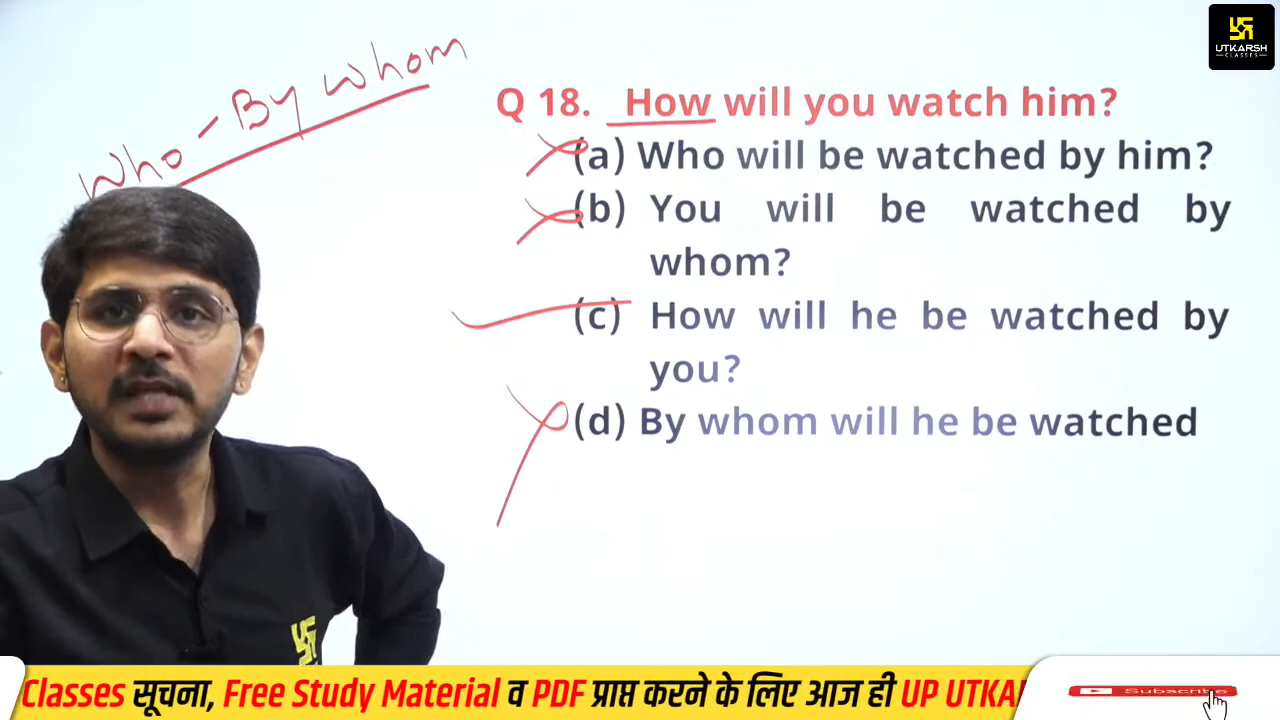 UTKARSH
CLASSES
Who - By whom
Q 18. How will you watch him?
(a) Who will be watched by him?
(b) You will be watched by
whom?
(c) How will he be watched by
you?
(d) By whom will he be watched
Classes सूचना, Free Study Material व PDF प्राप्त करने के लिए आज ही UP UTKA
Subscribe